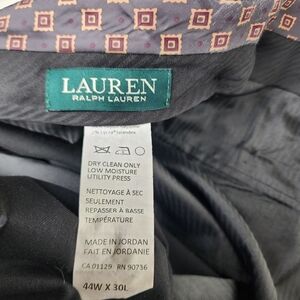 LAUREN
RALPH LAUREN
DRY CLEAN ONLY
LOW MOISTURE
UTILITY PRESS
NETTOYAGE À SEC
SEULEMENT
REPASSER À BASSE
TEMPÉRATURE
MADE IN JORDAN
FAIT EN JORDANIE
CA 01129 RN 90736
44W X 30L